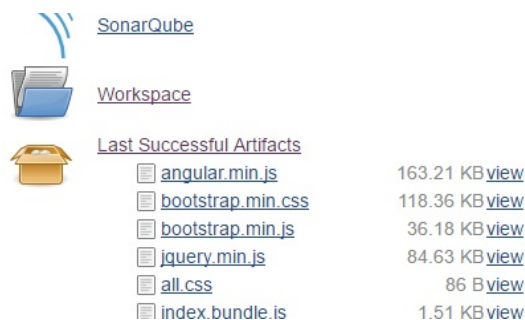 SonarQube
Workspace
Last Successful Artifacts
angular.min.js 163.21 KB view
bootstrap.min.css 118.36 KB view
bootstrap.min.js 36.18 KB view
jquery.min.js 84.63 KB view
all.css 86 B view
index.bundle.js 1.51 KB view